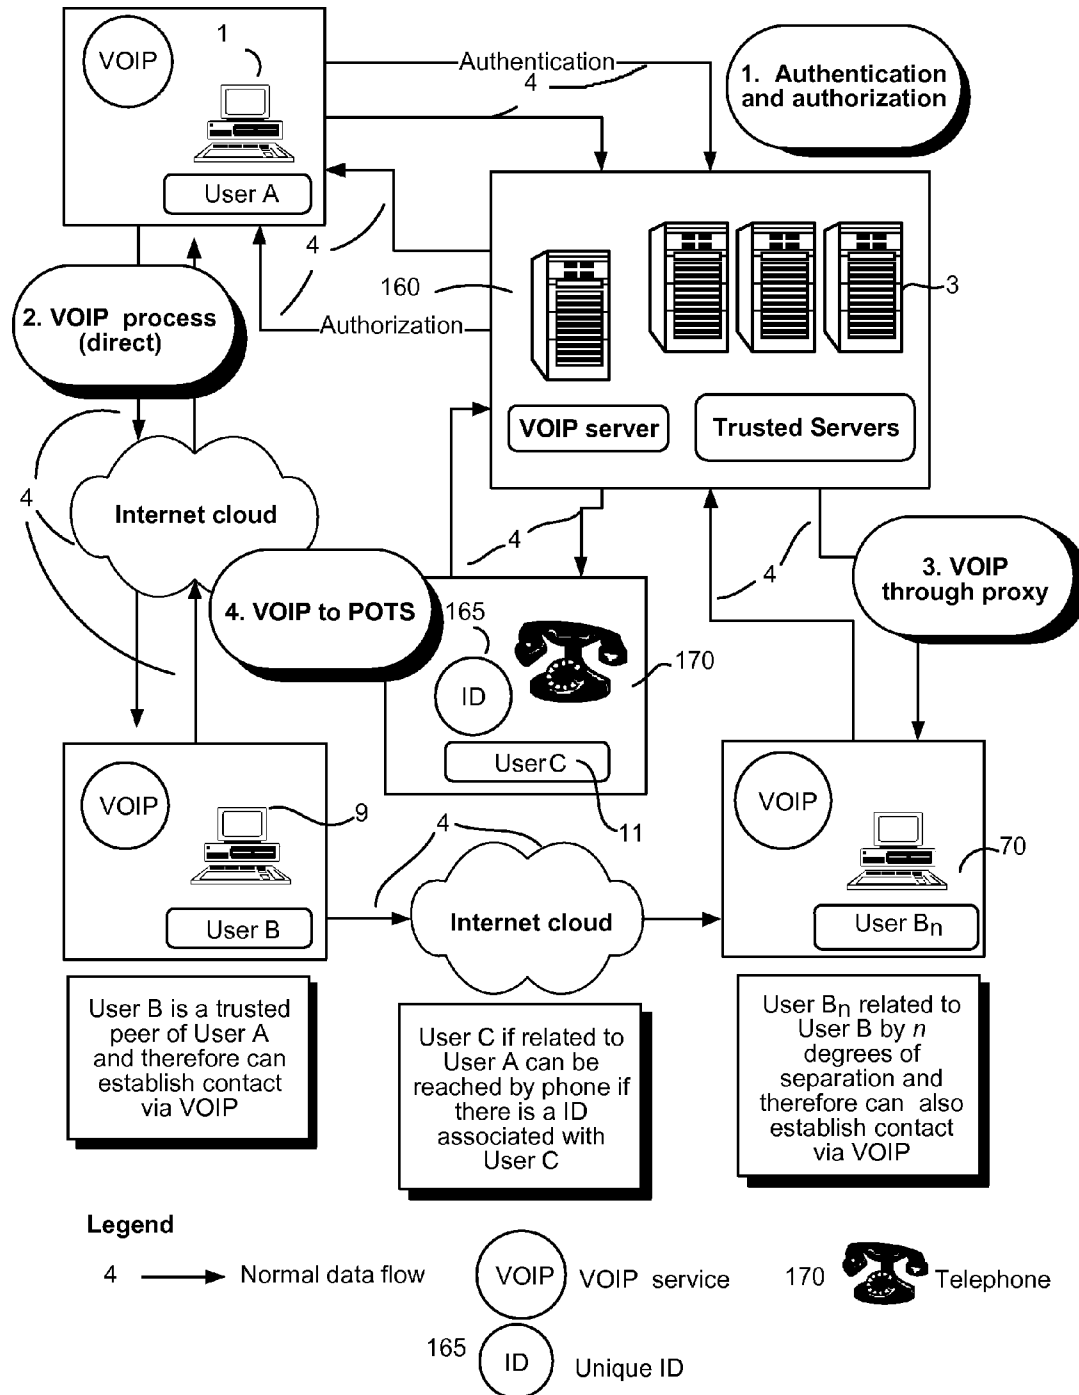 VOIP
1
User A
Authentication
4
1. Authentication
and authorization
4
Authorization
2. VOIP process
(direct)
160
3
VOIP server
Trusted Servers
4
Internet cloud
4
4
3. VOIP
through proxy
4. VOIP to POTS
165
ID
170
User C
11
VOIP
9
User B
4
Internet cloud
VOIP
70
User Bn
User B is a trusted
peer of User A
and therefore can
establish contact
via VOIP
User C if related to
User A can be
reached by phone if
there is a ID
associated with
User C
User Bn related to
User B by n
degrees of
separation and
therefore can also
establish contact
via VOIP
Legend
4 Normal data flow
VOIP VOIP service
170 Telephone
165 ID Unique ID